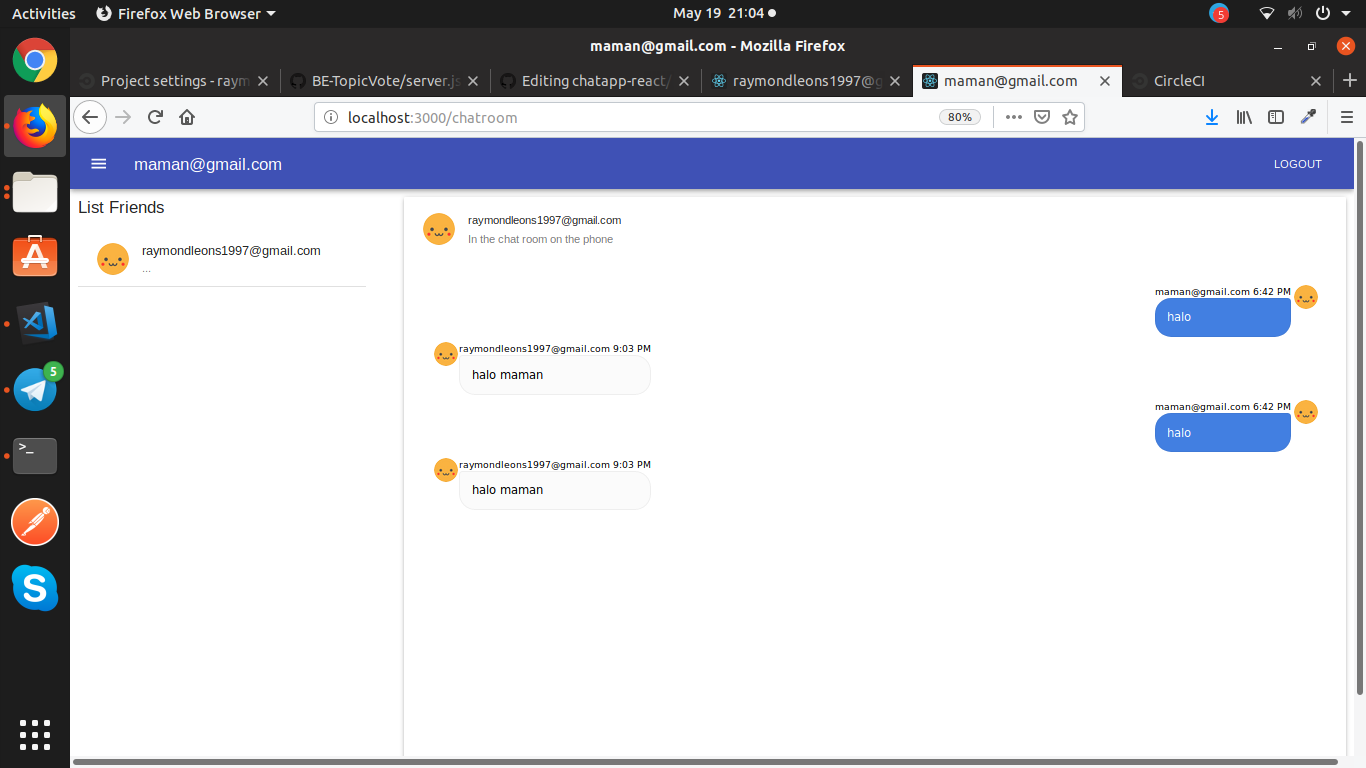 Activities
Firefox Web Browser
May 19 21:04
5
maman@gmail.com - Mozilla Firefox
Project settings - raym
BE-TopicVote/server.js
Editing chatapp-react/
raymondleons1997@g
maman@gmail.com
CircleCI
localhost:3000/chatroom
80%
maman@gmail.com
LOGOUT
List Friends
raymondleons1997@gmail.com
...
raymondleons1997@gmail.com
In the chat room on the phone
maman@gmail.com 6:42 PM
halo
raymondleons1997@gmail.com 9:03 PM
halo maman
maman@gmail.com 6:42 PM
halo
raymondleons1997@gmail.com 9:03 PM
halo maman
5
>_
S